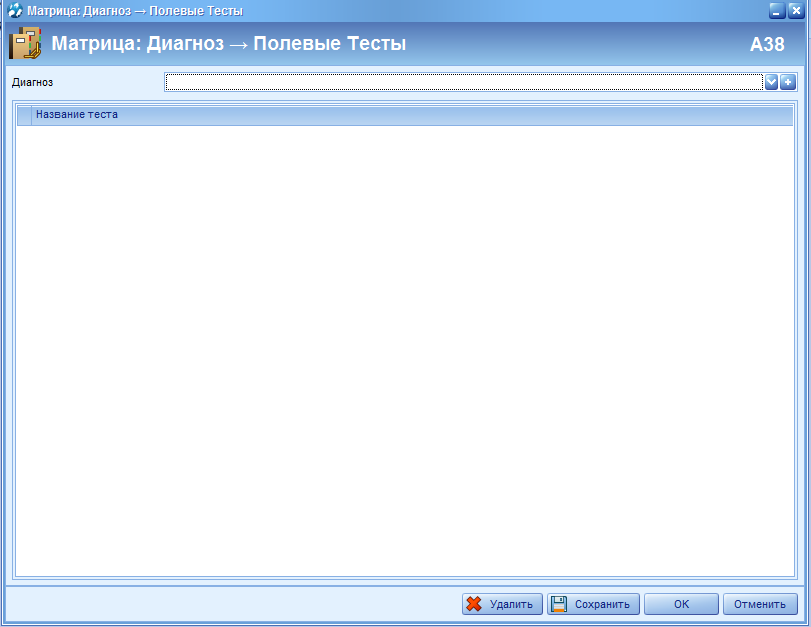 Матрица: Диагноз → Полевые Тесты
Матрица: Диагноз → Полевые Тесты A38
Диагноз
Название теста
Удалить Сохранить OK Отменить